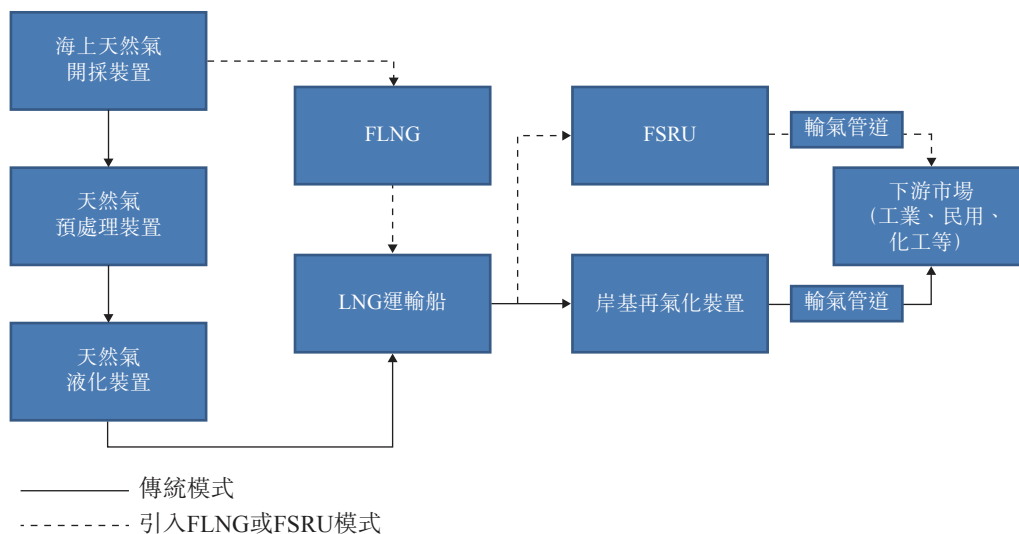 海上天然氣
開採裝置
FLNG
FSRU
輸氣管道
天然氣
預處理裝置
下游市場
（工業、民用、
化工等）
LNG運輸船
岸基再氣化裝置
輸氣管道
天然氣
液化裝置
傳統模式
引入FLNG或FSRU模式